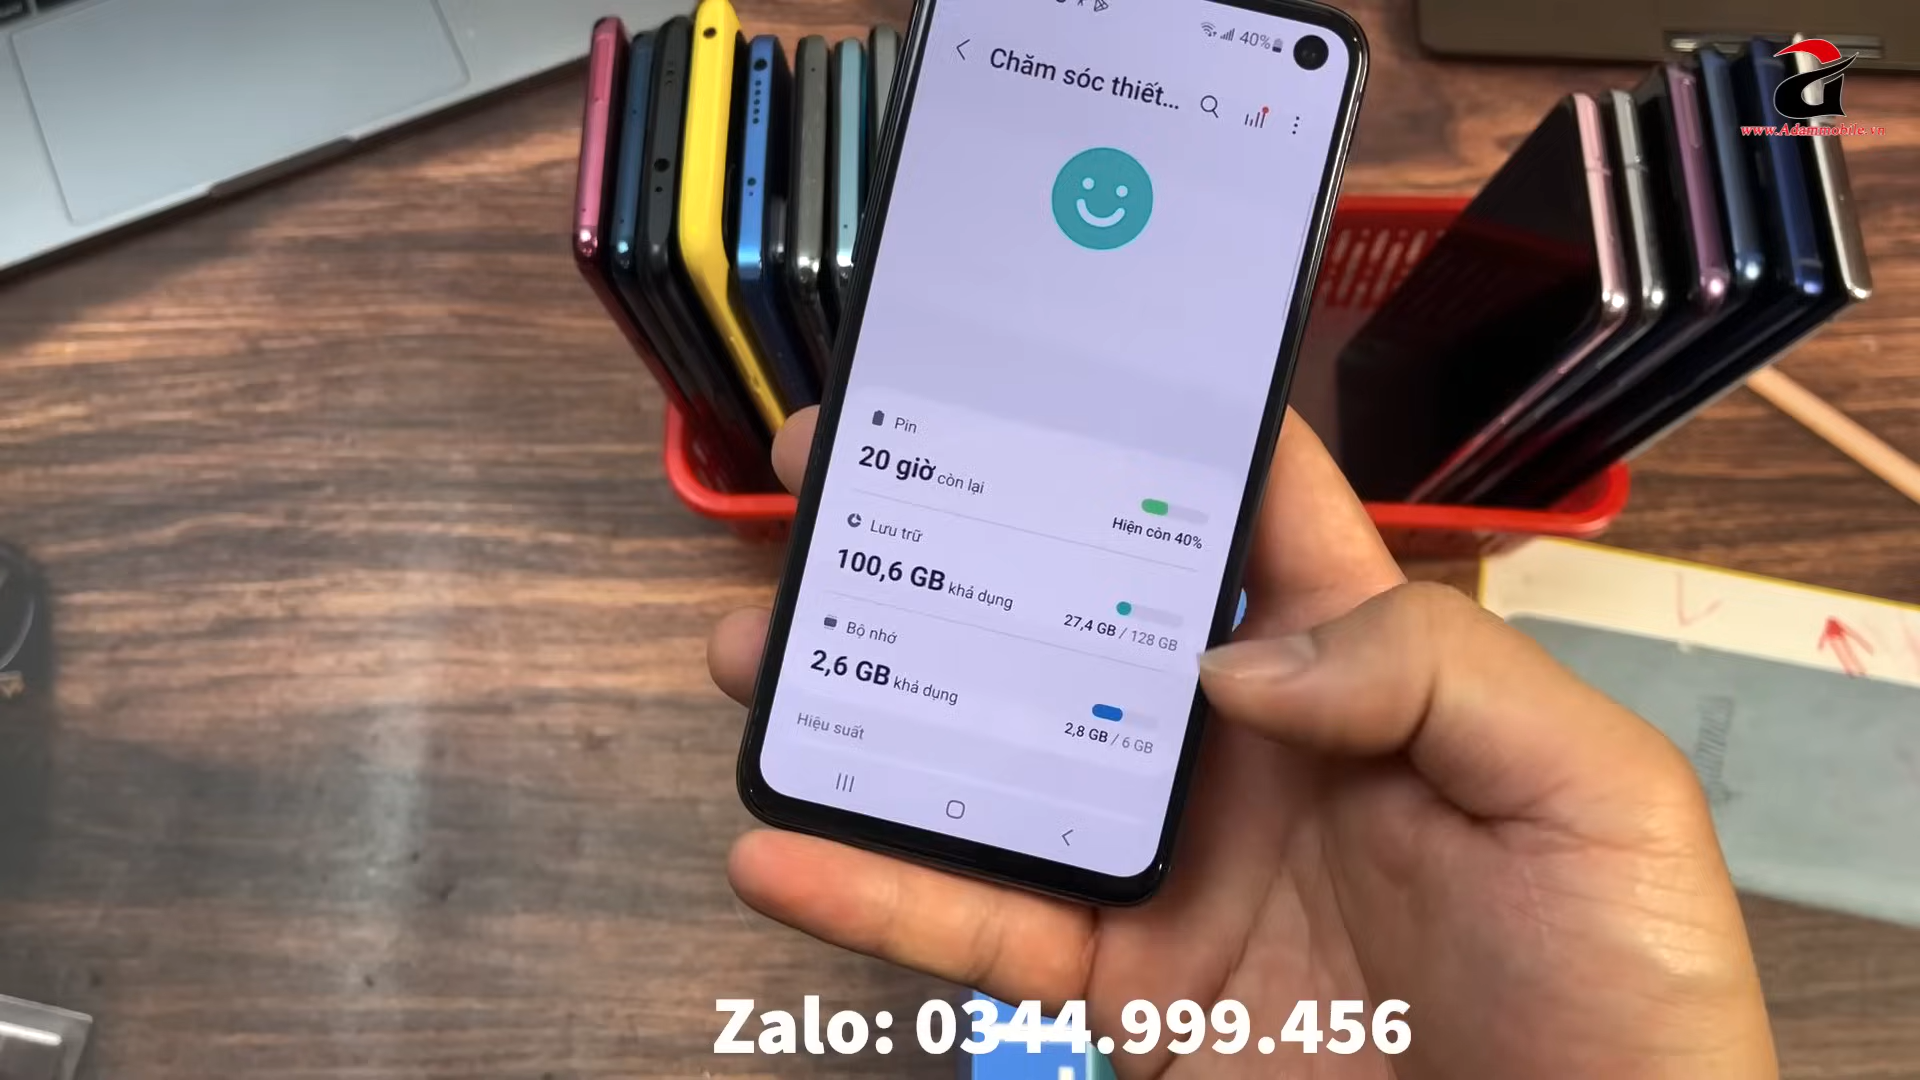 40%
Chăm sóc thiết...
www.Adammobile.vn
Pin
20 giờ còn lại
Hiện còn 40%
Lưu trữ
100,6 GB khả dụng
27,4 GB / 128 GB
Bộ nhớ
2,6 GB khả dụng
2,8 GB / 6 GB
Hiệu suất
Zalo: 0344.999.456